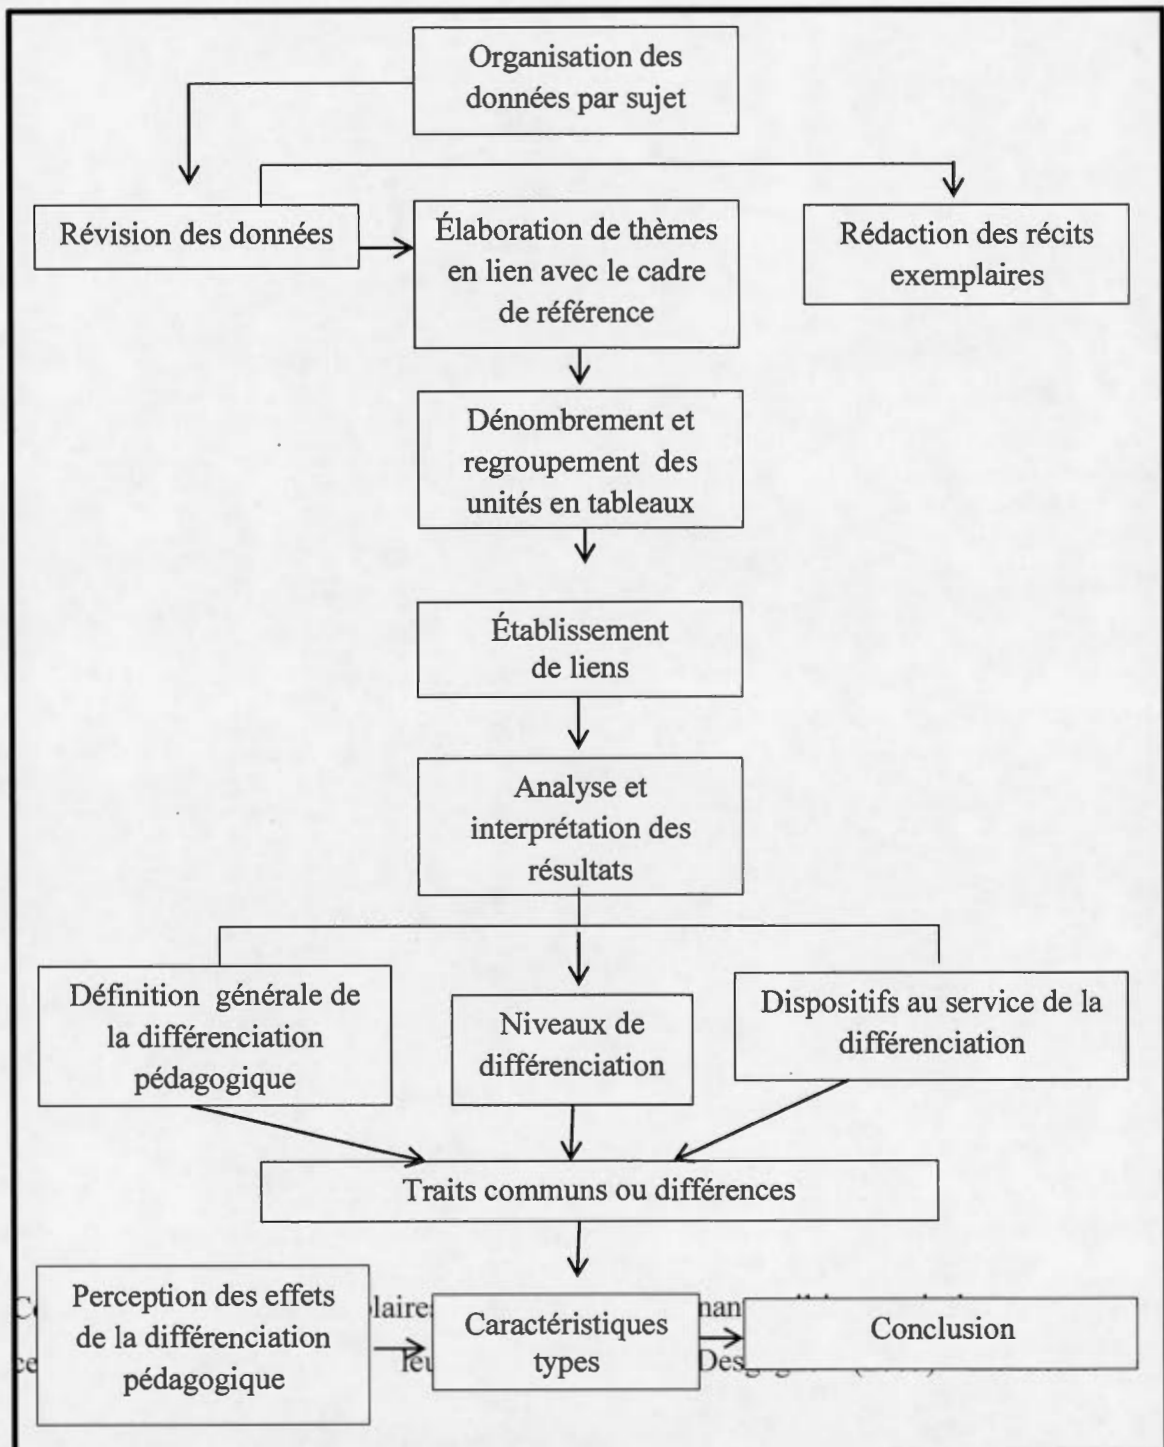 Organisation des
données par sujet
Révision des données
Élaboration de thèmes
en lien avec le cadre
de référence
Rédaction des récits
exemplaires
Dénombrement et
regroupement des
unités en tableaux
Établissement
de liens
Analyse et
interprétation des
résultats
Définition générale de
la différenciation
pédagogique
Niveaux de
différenciation
Dispositifs au service de la
différenciation
Traits communs ou différences
Perception des effets
de la différenciation
pédagogique
Caractéristiques
types
Conclusion